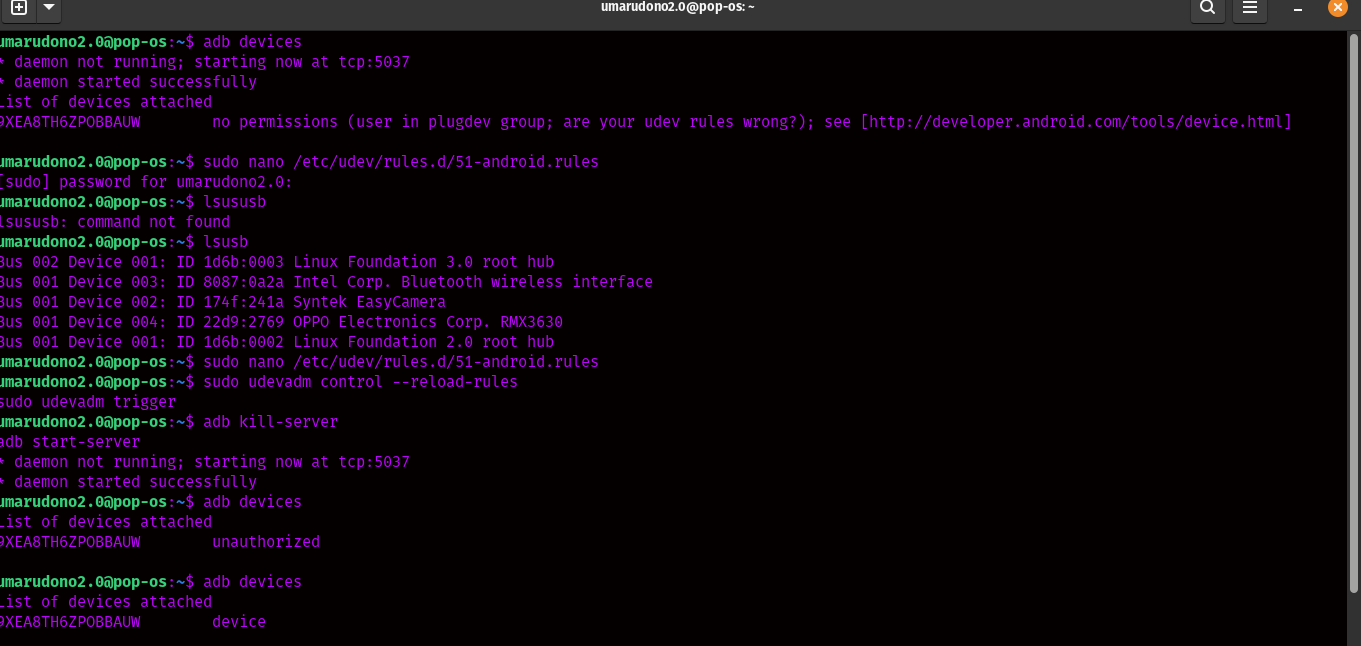 umarudono2.0@pop-os: ~
umarudono2.0@pop-os:~$ adb devices
* daemon not running; starting now at tcp:5037
* daemon started successfully
List of devices attached
9XEA8TH6ZPOBBAUW        no permissions (user in plugdev group; are your udev rules wrong?); see [http://developer.android.com/tools/device.html]
umarudono2.0@pop-os:~$ sudo nano /etc/udev/rules.d/51-android.rules
[sudo] password for umarudono2.0:
umarudono2.0@pop-os:~$ lsususb
lsususb: command not found
umarudono2.0@pop-os:~$ lsusb
Bus 002 Device 001: ID 1d6b:0003 Linux Foundation 3.0 root hub
Bus 001 Device 003: ID 8087:0a2a Intel Corp. Bluetooth wireless interface
Bus 001 Device 002: ID 174f:241a Syntek EasyCamera
Bus 001 Device 004: ID 22d9:2769 OPPO Electronics Corp. RMX3630
Bus 001 Device 001: ID 1d6b:0002 Linux Foundation 2.0 root hub
umarudono2.0@pop-os:~$ sudo nano /etc/udev/rules.d/51-android.rules
umarudono2.0@pop-os:~$ sudo udevadm control --reload-rules
sudo udevadm trigger
umarudono2.0@pop-os:~$ adb kill-server
adb start-server
* daemon not running; starting now at tcp:5037
* daemon started successfully
umarudono2.0@pop-os:~$ adb devices
List of devices attached
9XEA8TH6ZPOBBAUW        unauthorized
umarudono2.0@pop-os:~$ adb devices
List of devices attached
9XEA8TH6ZPOBBAUW        device